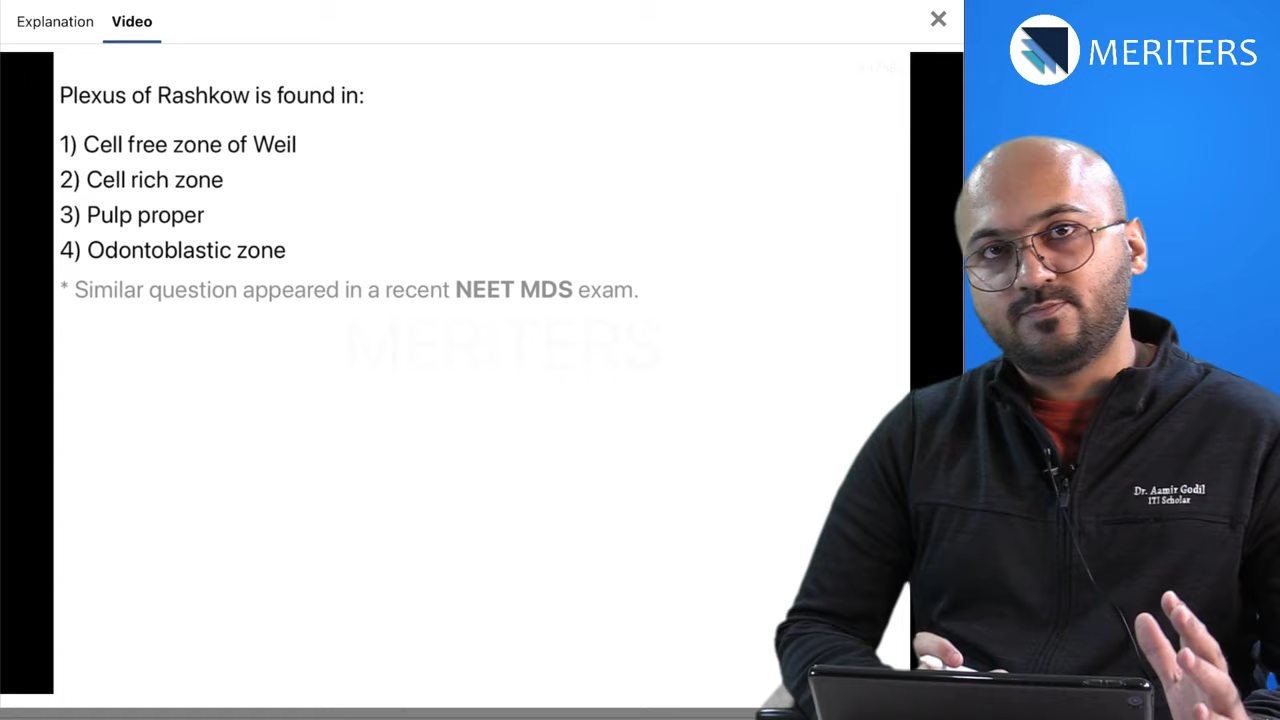 Explanation Video
MERITERS
Plexus of Rashkow is found in:
1) Cell free zone of Weil
2) Cell rich zone
3) Pulp proper
4) Odontoblastic zone
* Similar question appeared in a recent NEET MDS exam.
MERITERS
Dr. Aamir Godil
ITI Scholar